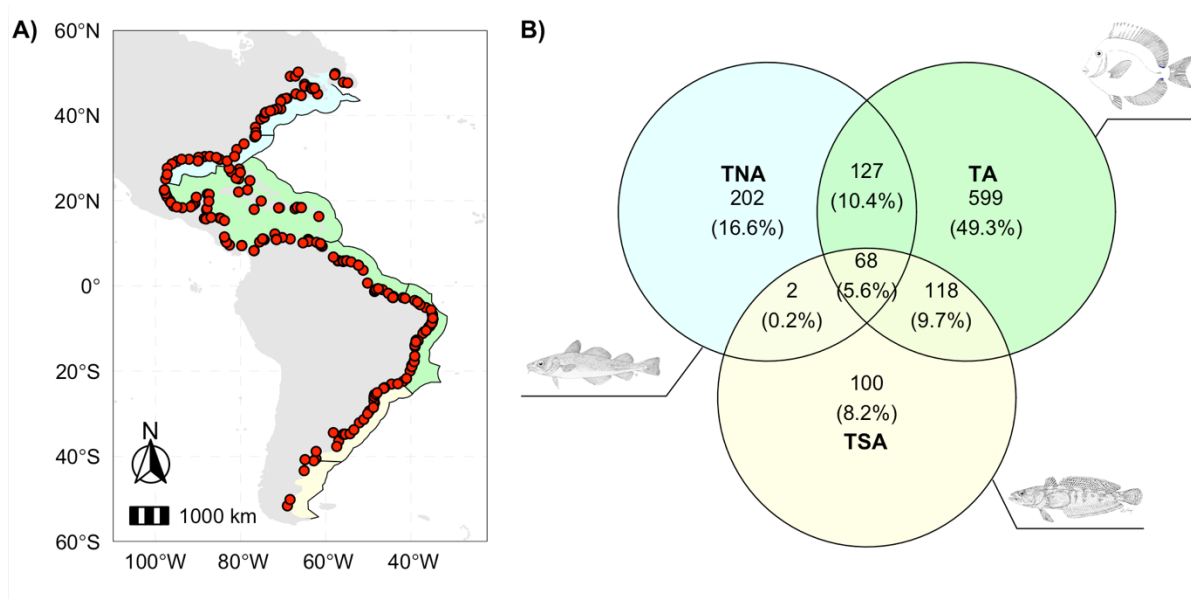 A)
60°N
40°N
20°N
0°
20°S
40°S
60°S
100°W
80°W
60°W
40°W
N
1000 km
B)
TNA
202
(16.6%)
127
(10.4%)
TA
599
(49.3%)
68
(5.6%)
2
(0.2%)
118
(9.7%)
100
(8.2%)
TSA